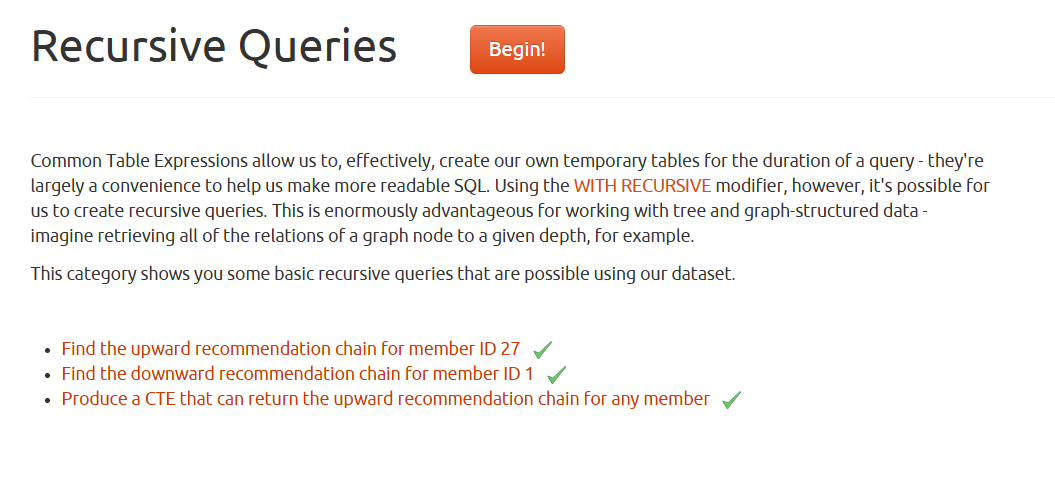 Recursive Queries
Begin!
Common Table Expressions allow us to, effectively, create our own temporary tables for the duration of a query - they're
largely a convenience to help us make more readable SQL. Using the WITH RECURSIVE modifier, however, it's possible for
us to create recursive queries. This is enormously advantageous for working with tree and graph-structured data -
imagine retrieving all of the relations of a graph node to a given depth, for example.
This category shows you some basic recursive queries that are possible using our dataset.
• Find the upward recommendation chain for member ID 27
• Find the downward recommendation chain for member ID 1
• Produce a CTE that can return the upward recommendation chain for any member